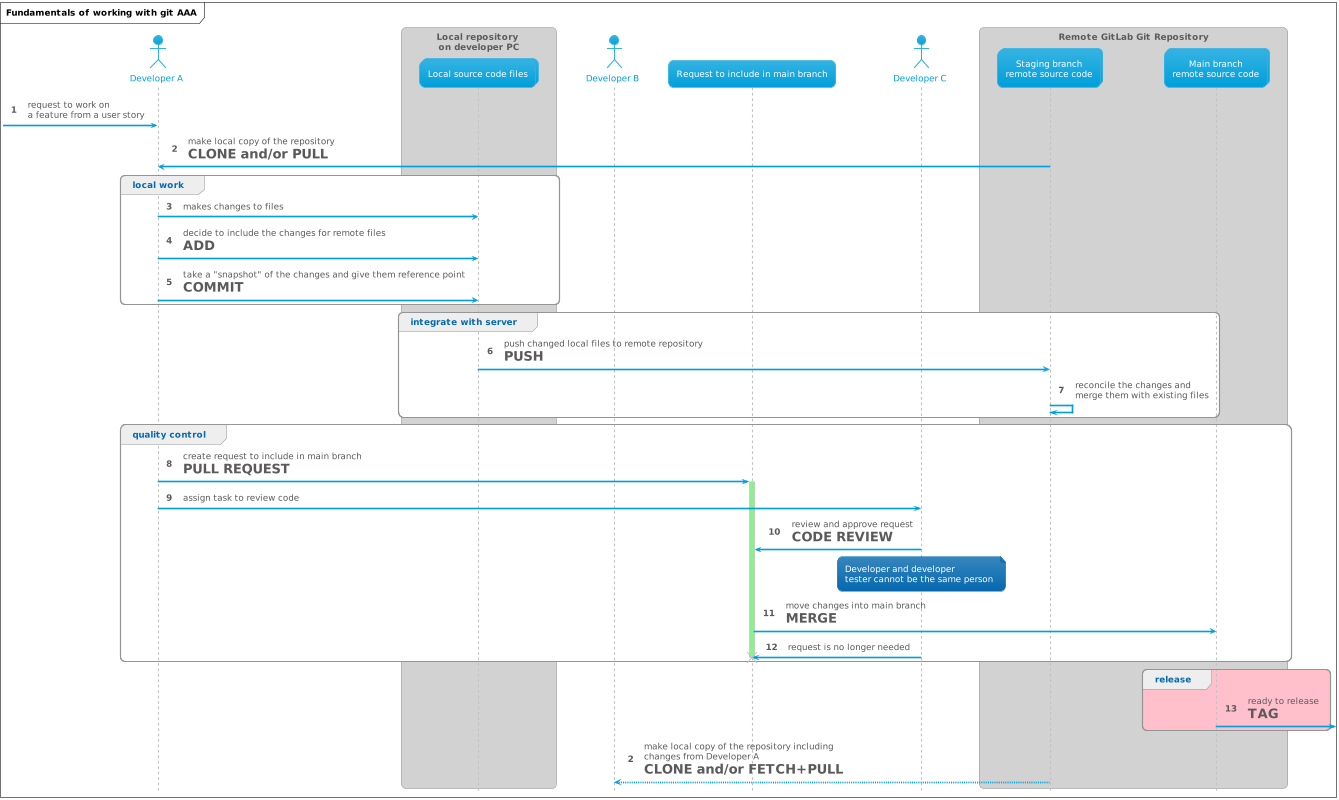 Fundamentals of working with git AAA
Local repository
on developer PC
Remote GitLab Git Repository
Developer A
Local source code files
Developer B
Request to include in main branch
Developer C
Staging branch
remote source code
Main branch
remote source code
1 request to work on
a feature from a user story
2 make local copy of the repository
CLONE and/or PULL
local work
3 makes changes to files
4 decide to include the changes for remote files
ADD
5 take a "snapshot" of the changes and give them reference point
COMMIT
integrate with server
6 push changed local files to remote repository
PUSH
7 reconcile the changes and
merge them with existing files
quality control
8 create request to include in main branch
PULL REQUEST
9 assign task to review code
10 review and approve request
CODE REVIEW
Developer and developer
tester cannot be the same person
11 move changes into main branch
MERGE
12 request is no longer needed
release
13 ready to release
TAG
2 make local copy of the repository including
changes from Developer A
CLONE and/or FETCH+PULL